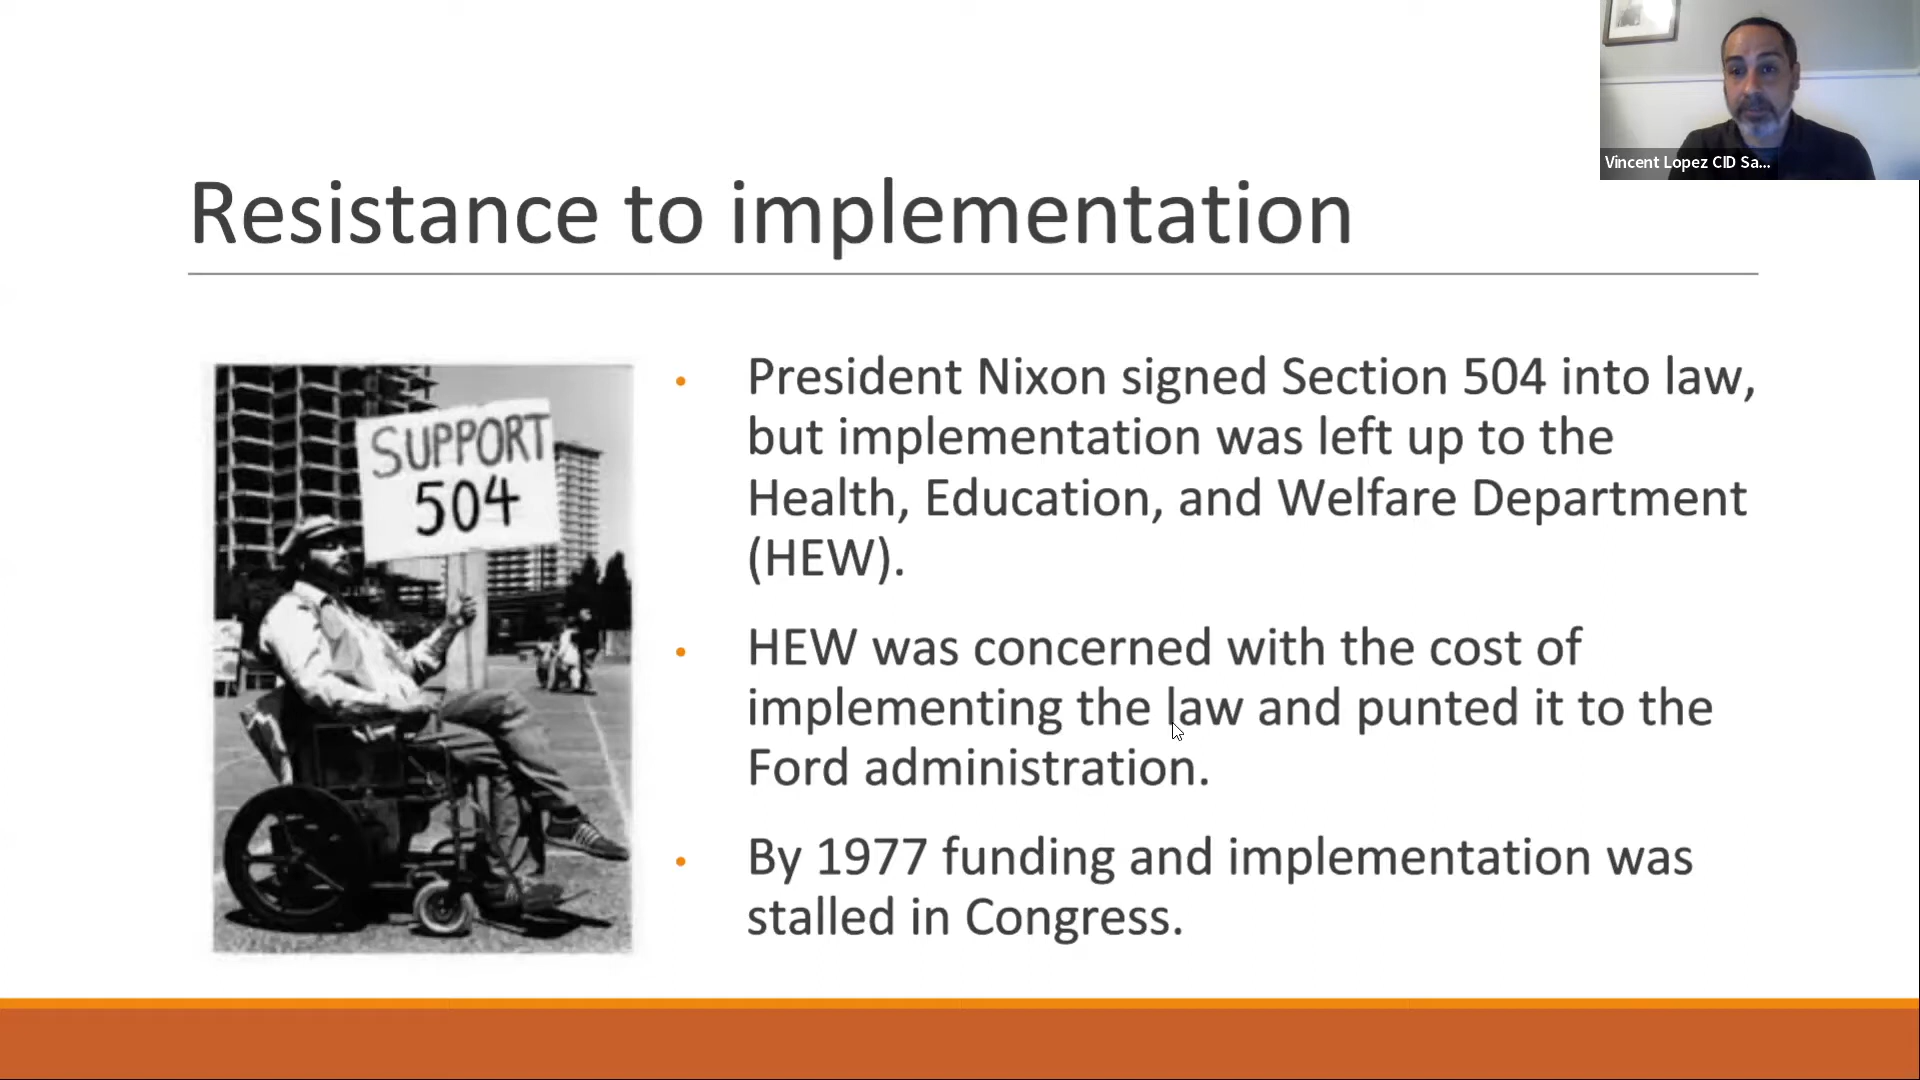 Vincent Lopez CID Sa...
Resistance to implementation
SUPPORT
504
• President Nixon signed Section 504 into law,
but implementation was left up to the
Health, Education, and Welfare Department
(HEW).
• HEW was concerned with the cost of
implementing the law and punted it to the
Ford administration.
• By 1977 funding and implementation was
stalled in Congress.